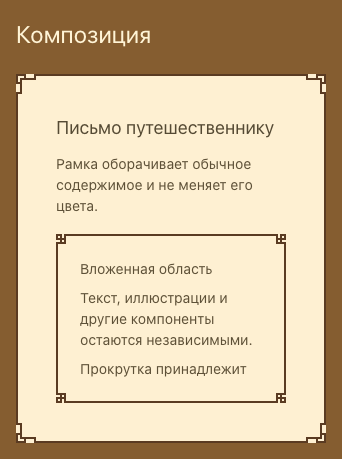 Композиция
Письмо путешественнику
Рамка оборачивает обычное
содержимое и не меняет его
цвета.
Вложенная область
Текст, иллюстрации и
другие компоненты
остаются независимыми.
Прокрутка принадлежит